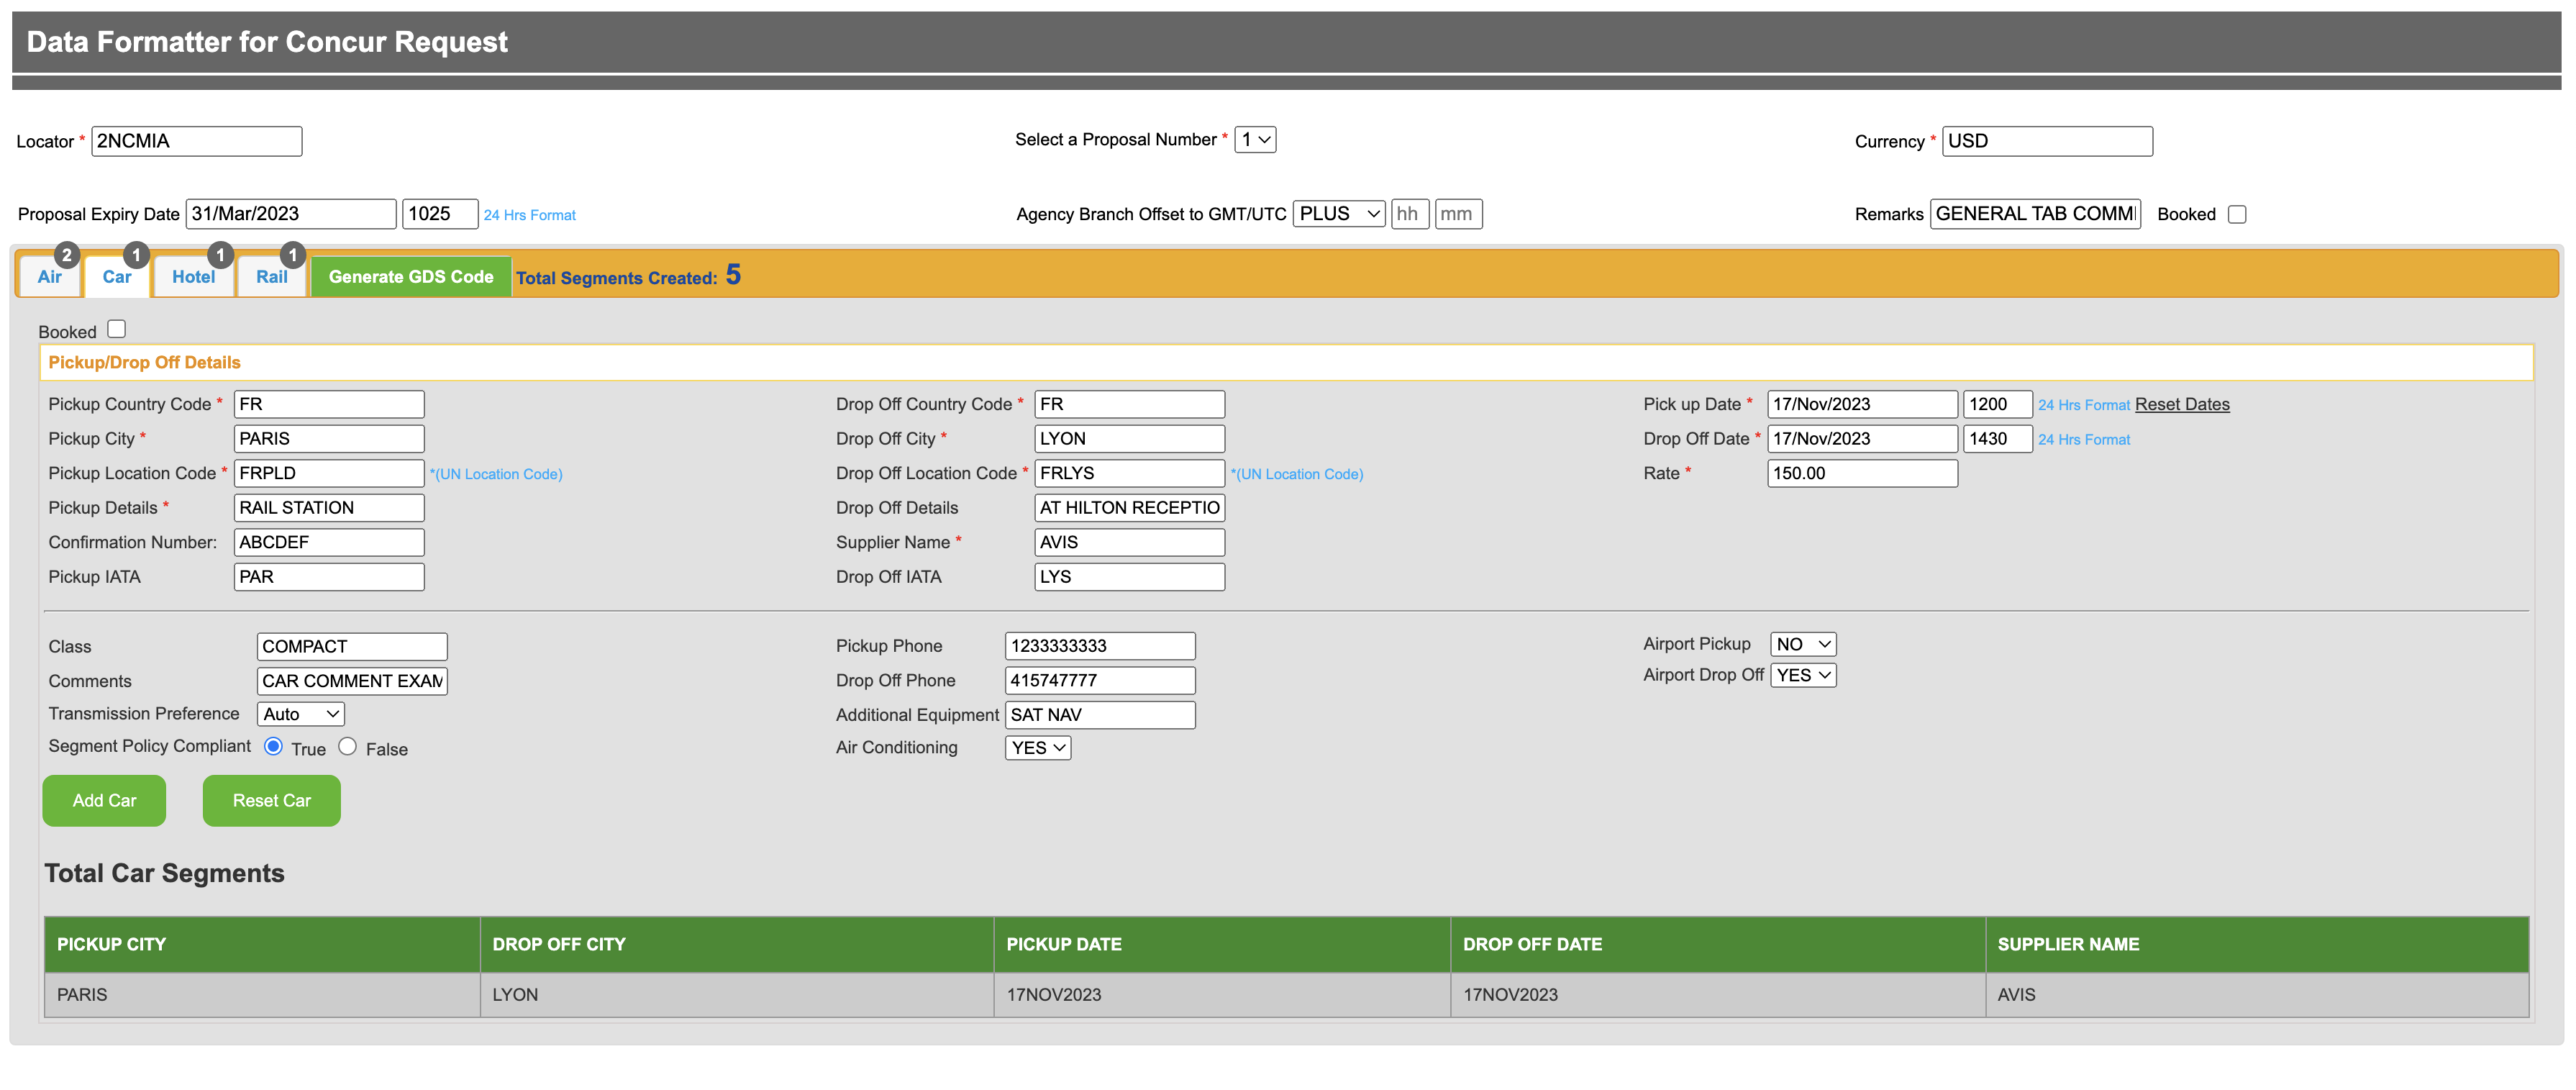 Data Formatter for Concur Request
Locator * 2NCMIA Select a Proposal Number * 1 Currency * USD
Proposal Expiry Date 31/Mar/2023 1025 24 Hrs Format Agency Branch Offset to GMT/UTC PLUS hh mm Remarks GENERAL TAB COMM Booked
Air 2 Car 1 Hotel 1 Rail 1 Generate GDS Code Total Segments Created: 5
Booked
Pickup/Drop Off Details
Pickup Country Code * FR Drop Off Country Code * FR Pick up Date * 17/Nov/2023 1200 24 Hrs Format Reset Dates
Pickup City * PARIS Drop Off City * LYON Drop Off Date * 17/Nov/2023 1430 24 Hrs Format
Pickup Location Code * FRPLD *(UN Location Code) Drop Off Location Code * FRLYS *(UN Location Code) Rate * 150.00
Pickup Details * RAIL STATION Drop Off Details AT HILTON RECEPTIO
Confirmation Number: ABCDEF Supplier Name * AVIS
Pickup IATA PAR Drop Off IATA LYS
Class COMPACT Pickup Phone 1233333333 Airport Pickup NO
Comments CAR COMMENT EXAM Drop Off Phone 415747777 Airport Drop Off YES
Transmission Preference Auto Additional Equipment SAT NAV
Segment Policy Compliant True False Air Conditioning YES
Add Car Reset Car
Total Car Segments
PICKUP CITY DROP OFF CITY PICKUP DATE DROP OFF DATE SUPPLIER NAME
PARIS LYON 17NOV2023 17NOV2023 AVIS